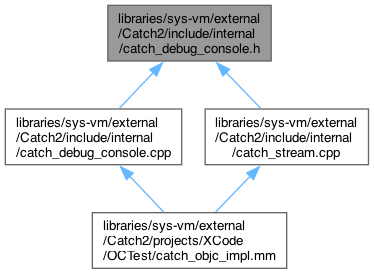 libraries/sys-vm/external
/Catch2/include/internal
/catch_debug_console.h
libraries/sys-vm/external
/Catch2/include/internal
/catch_debug_console.cpp
libraries/sys-vm/external
/Catch2/include/internal
/catch_stream.cpp
libraries/sys-vm/external
/Catch2/projects/XCode
/OCTest/catch_objc_impl.mm